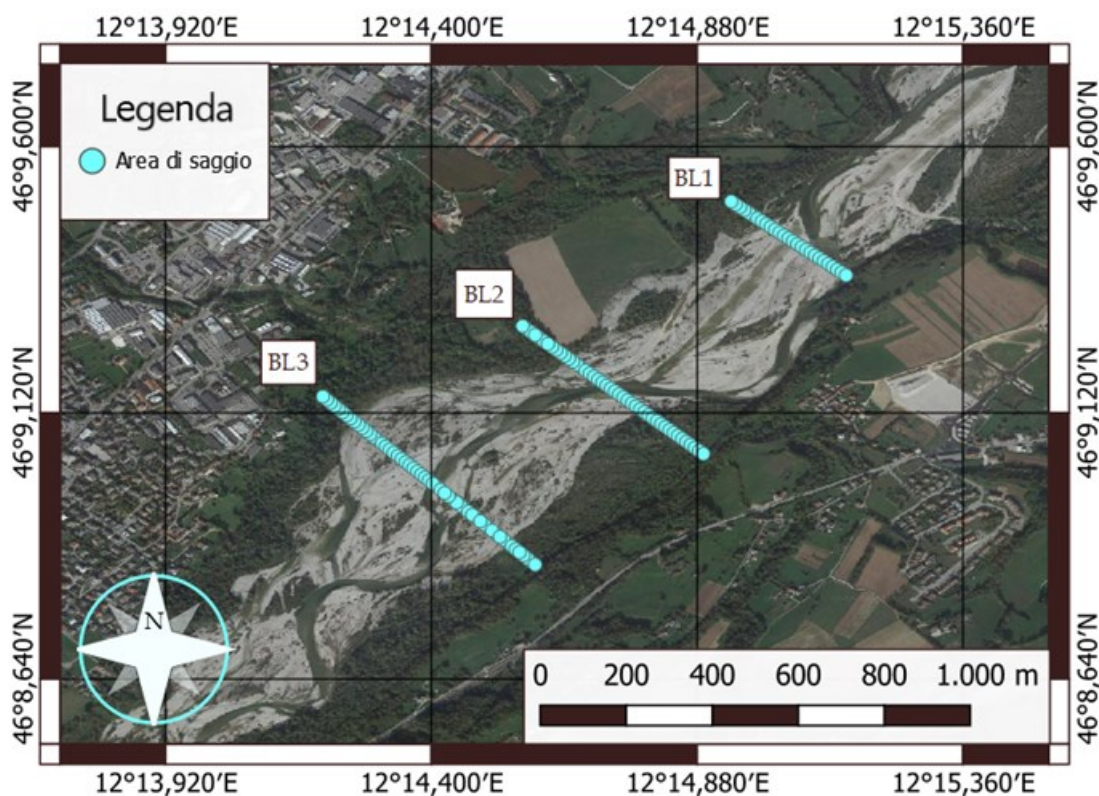 12°13,920′E 12°14,400′E 12°14,880′E 12°15,360′E
Legenda
Area di saggio
46°9,600′N
46°9,600′N
BL1
BL2
BL3
46°9,120′N
46°9,120′N
N
46°8,640′N
46°8,640′N
0 200 400 600 800 1.000 m
12°13,920′E 12°14,400′E 12°14,880′E 12°15,360′E